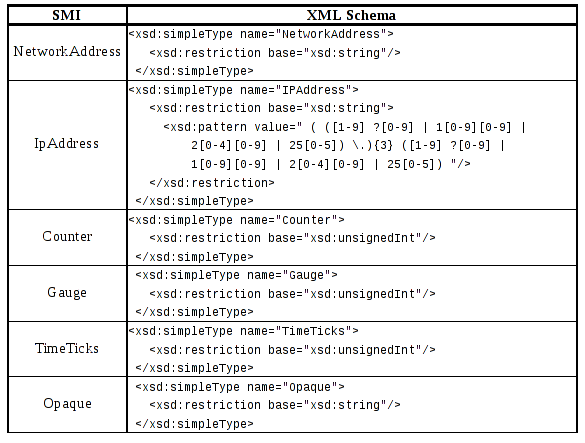 SMI XML Schema
NetworkAddress
<xsd:simpleType name="NetworkAddress">
<xsd:restriction base="xsd:string"/>
</xsd:simpleType>
IpAddress
<xsd:simpleType name="IPAddress">
<xsd:restriction base="xsd:string">
<xsd:pattern value=" ( ([1-9] ?[0-9] | 1[0-9][0-9] |
2[0-4][0-9] | 25[0-5]) \.){3} ([1-9] ?[0-9] |
1[0-9][0-9] | 2[0-4][0-9] | 25[0-5]) "/>
</xsd:restriction>
</xsd:simpleType>
Counter
<xsd:simpleType name="Counter">
<xsd:restriction base="xsd:unsignedInt"/>
</xsd:simpleType>
Gauge
<xsd:simpleType name="Gauge">
<xsd:restriction base="xsd:unsignedInt"/>
</xsd:simpleType>
TimeTicks
<xsd:simpleType name="TimeTicks">
<xsd:restriction base="xsd:unsignedInt"/>
</xsd:simpleType>
Opaque
<xsd:simpleType name="Opaque">
<xsd:restriction base="xsd:string"/>
</xsd:simpleType>